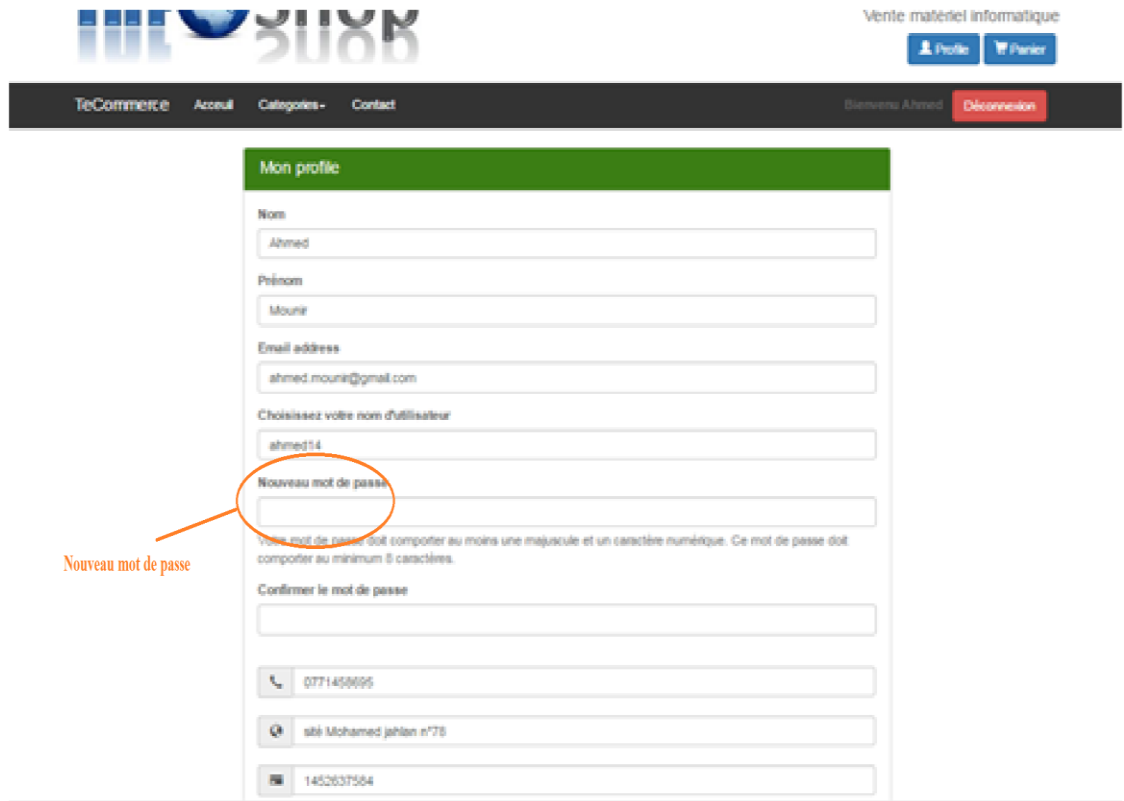 InfoShop
Vente matériel informatique
Profile
Panier
TeCommerce
Acceuil
Categories
Contact
Bienvenu Ahmed
Déconnexion
Mon profile
Nom
Ahmed
Prénom
Mounir
Email address
ahmed.mounir@gmail.com
Choisissez votre nom d'utilisateur
ahmed14
Nouveau mot de passe
Votre mot de passe doit comporter au moins une majuscule et un caractère numérique. Ce mot de passe doit
comporter au minimum 8 caractères.
Nouveau mot de passe
Confirmer le mot de passe
0771458695
sité Mohamed jahlan n°78
1452637584